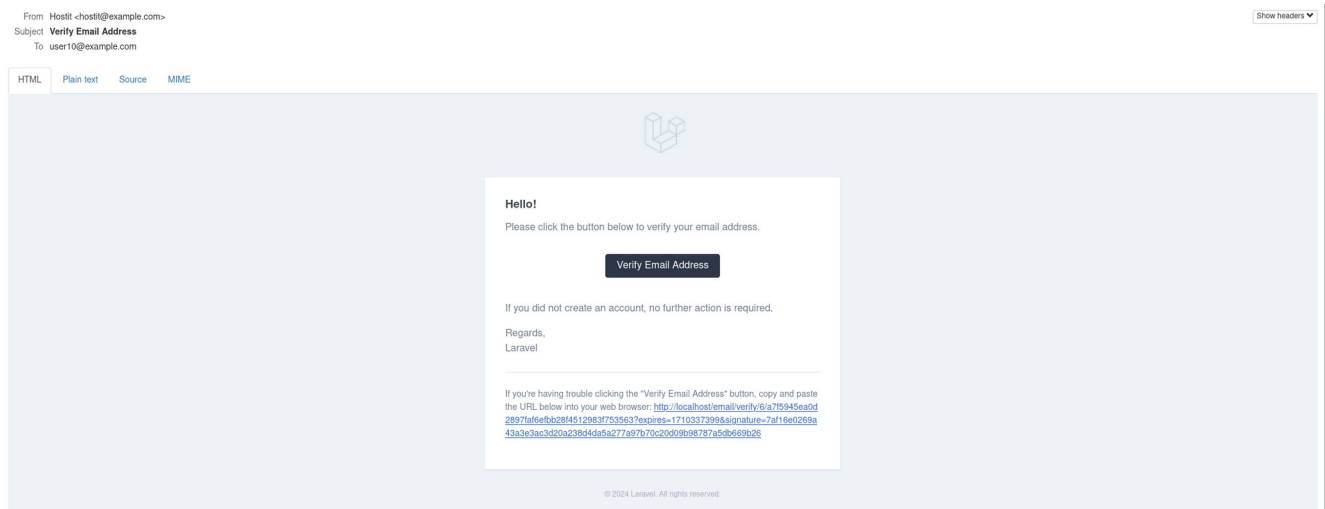 From Hostit <hostit@example.com>
Show headers
Subject Verify Email Address
To user10@example.com
HTML Plain text Source MIME
Hello!
Please click the button below to verify your email address.
Verify Email Address
If you did not create an account, no further action is required.
Regards,
Laravel
If you're having trouble clicking the "Verify Email Address" button, copy and paste
the URL below into your web browser: http://localhost/email/verify/6/a7f5945ea0d
2897faf6efbb28f4512983f753563?expires=1710337399&signature=7af16e0269a
43a3e3ac3d20a238d4da5a277a97b70c20d09b98787a5db669b26
© 2024 Laravel. All rights reserved.